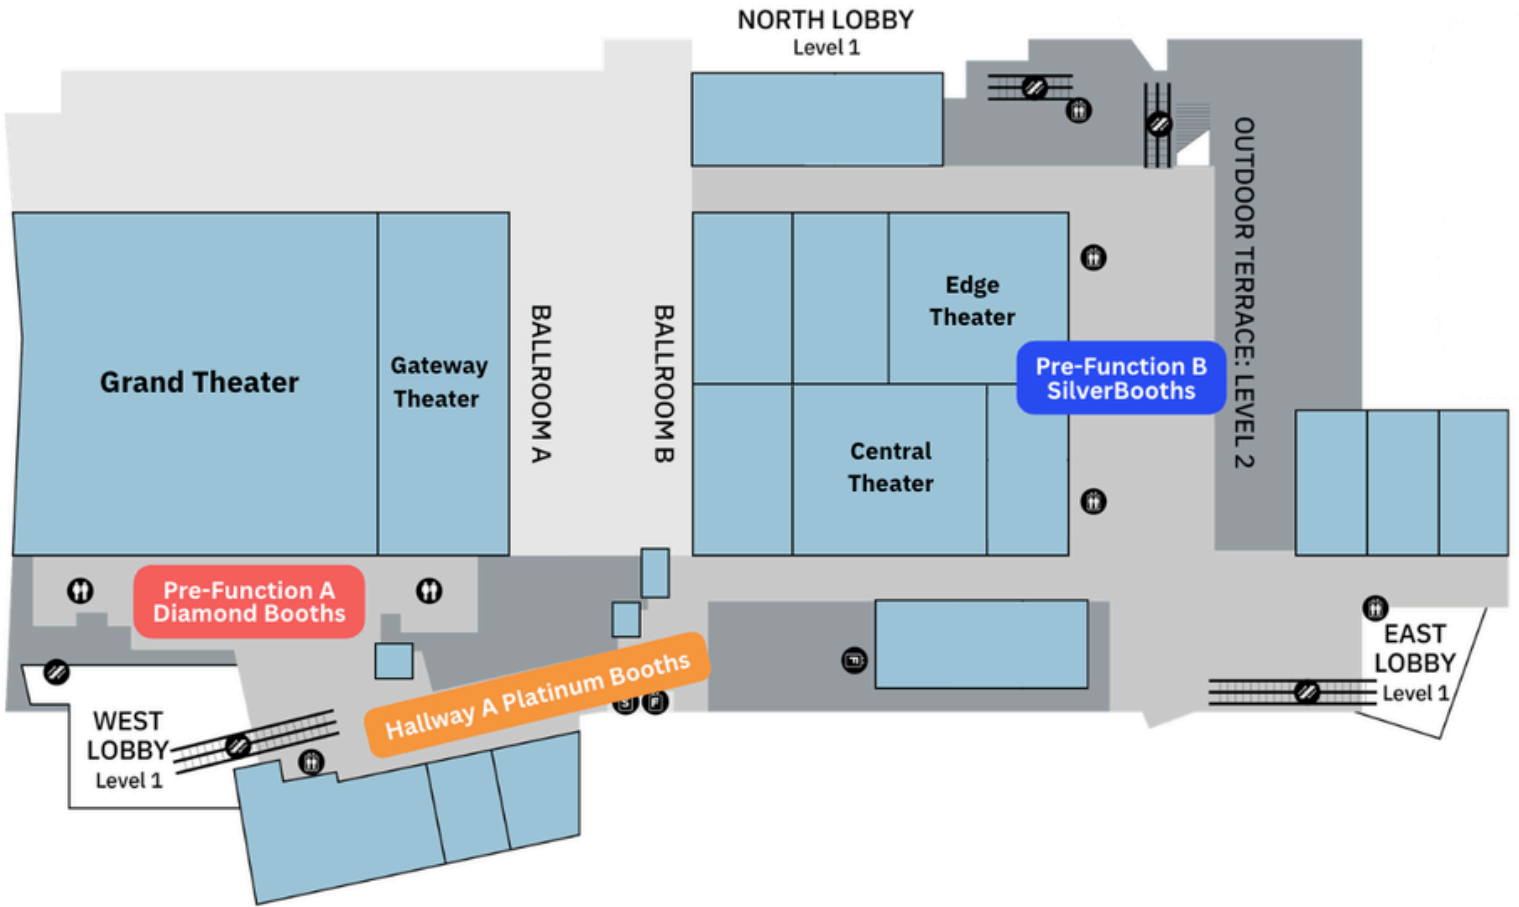 NORTH LOBBY
Level 1
OUTDOOR TERRACE: LEVEL 2
Edge
Theater
BALLROOM A
BALLROOM B
Grand Theater
Gateway
Theater
Pre-Function B
SilverBooths
Central
Theater
Pre-Function A
Diamond Booths
Hallway A Platinum Booths
S
F
F
EAST
LOBBY
Level 1
WEST
LOBBY
Level 1